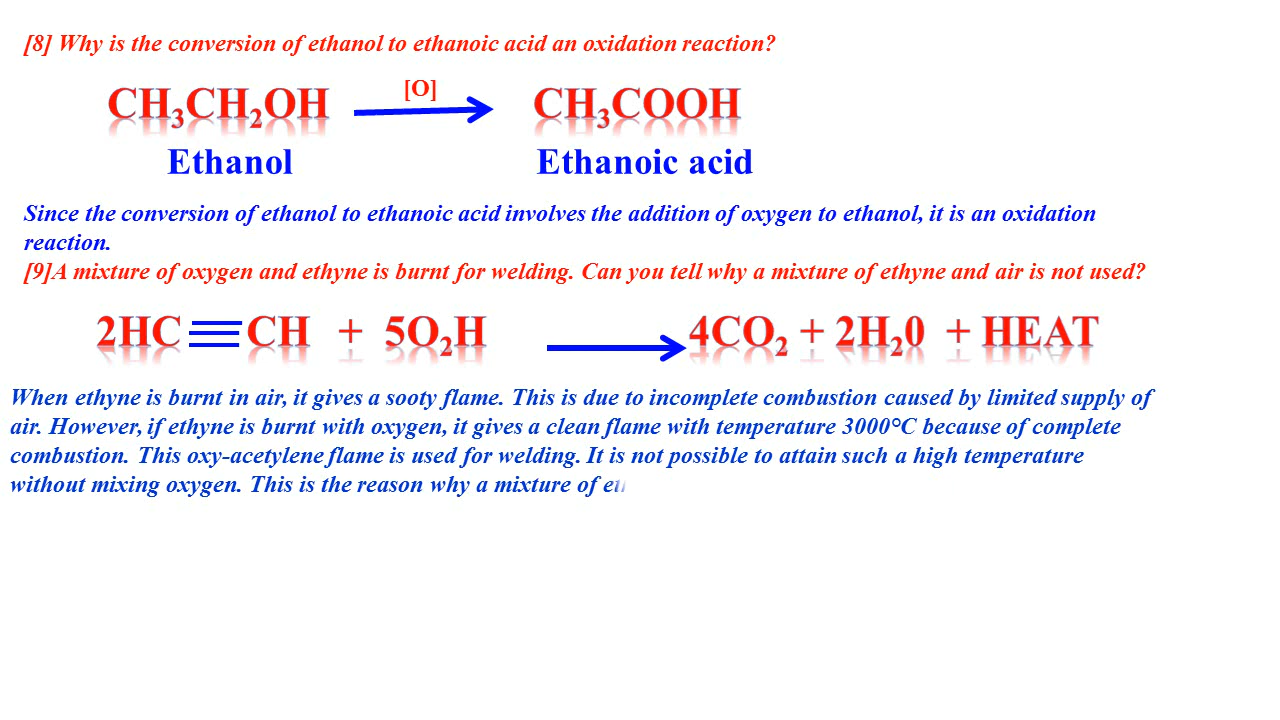 [8] Why is the conversion of ethanol to ethanoic acid an oxidation reaction?
[O]
CH₃CH₂OH CH₃COOH
Ethanol Ethanoic acid
Since the conversion of ethanol to ethanoic acid involves the addition of oxygen to ethanol, it is an oxidation
reaction.
[9]A mixture of oxygen and ethyne is burnt for welding. Can you tell why a mixture of ethyne and air is not used?
2HC CH + 5O₂H 4CO₂ + 2H₂0 + HEAT
When ethyne is burnt in air, it gives a sooty flame. This is due to incomplete combustion caused by limited supply of
air. However, if ethyne is burnt with oxygen, it gives a clean flame with temperature 3000°C because of complete
combustion. This oxy-acetylene flame is used for welding. It is not possible to attain such a high temperature
without mixing oxygen. This is the reason why a mixture of